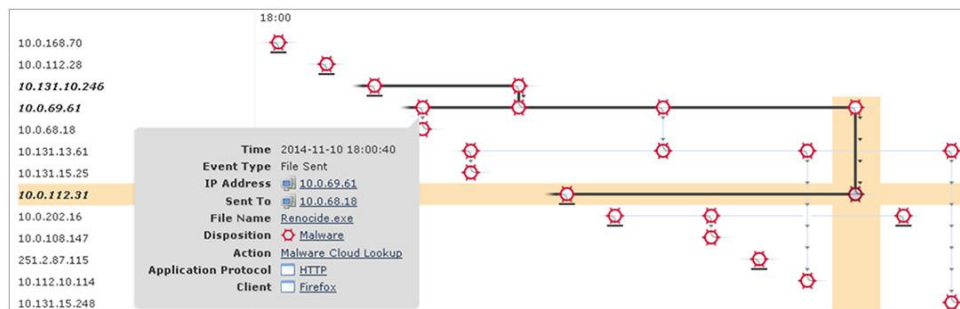 18:00
10.0.168.70
10.0.112.28
10.131.10.246
10.0.69.61
10.0.68.18
10.131.13.61
10.131.15.25
10.0.112.31
10.0.202.16
10.0.108.147
251.2.87.115
10.112.10.114
10.131.15.248
Time 2014-11-10 18:00:40
Event Type File Sent
IP Address 10.0.69.61
Sent To 10.0.68.18
File Name Renocide.exe
Disposition Malware
Action Malware Cloud Lookup
Application Protocol HTTP
Client Firefox